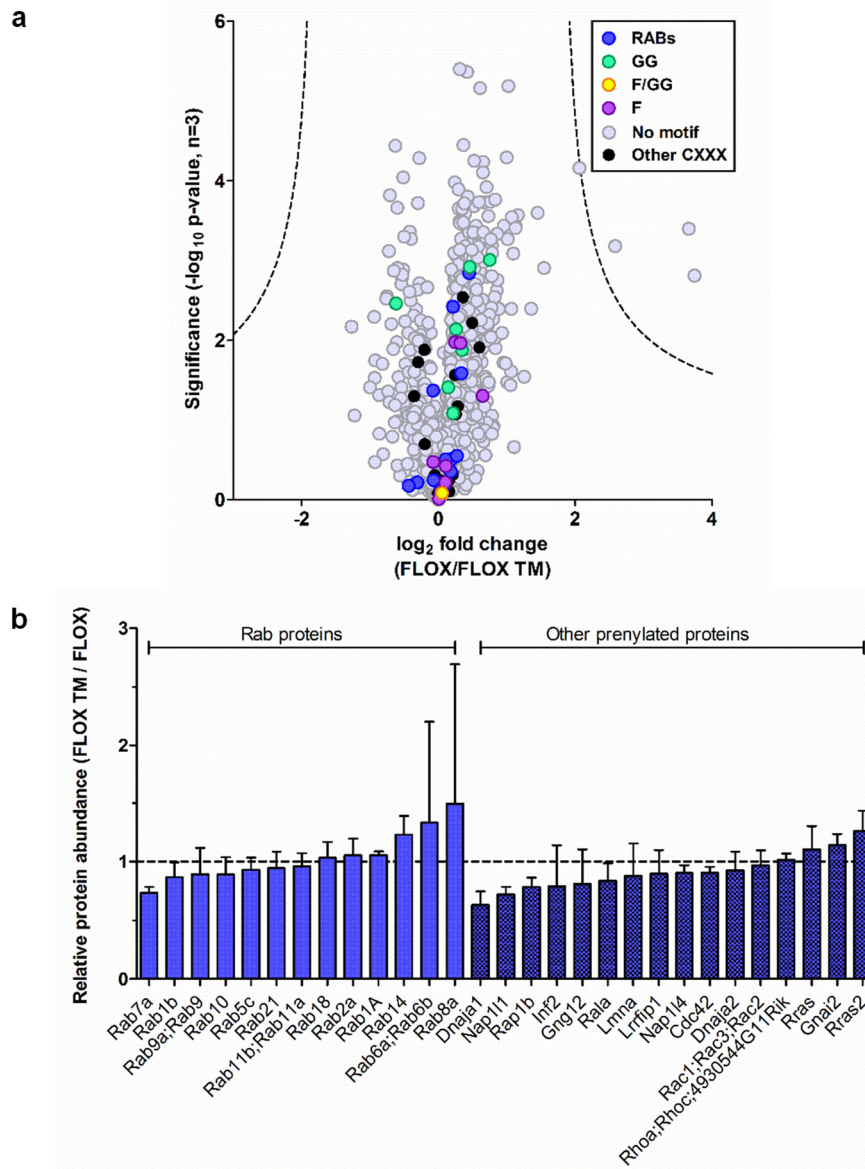 a
6
4
2
0
-2
0
2
4
Significance (-log10 p-value, n=3)
log2 fold change
(FLOX/FLOX TM)
RABs
GG
F/GG
F
No motif
Other CXXX
b
Relative protein abundance (FLOX TM / FLOX)
3
2
1
0
Rab proteins
Other prenylated proteins
Rab7a
Rab1b
Rab9a;Rab9
Rab10
Rab5c
Rab21
Rab11b;Rab11a
Rab18
Rab2a
Rab1A
Rab14
Rab6a;Rab6b
Rab8a
Dnaja1
Nap1l1
Rap1b
Inf2
Gng12
Rala
Lmna
Lrrfip1
Nap1l4
Cdc42
Dnaja2
Rac1;Rac3;Rac2
Rhoa;Rhoc;4930544G11Rik
Rras
Gnai2
Rras2